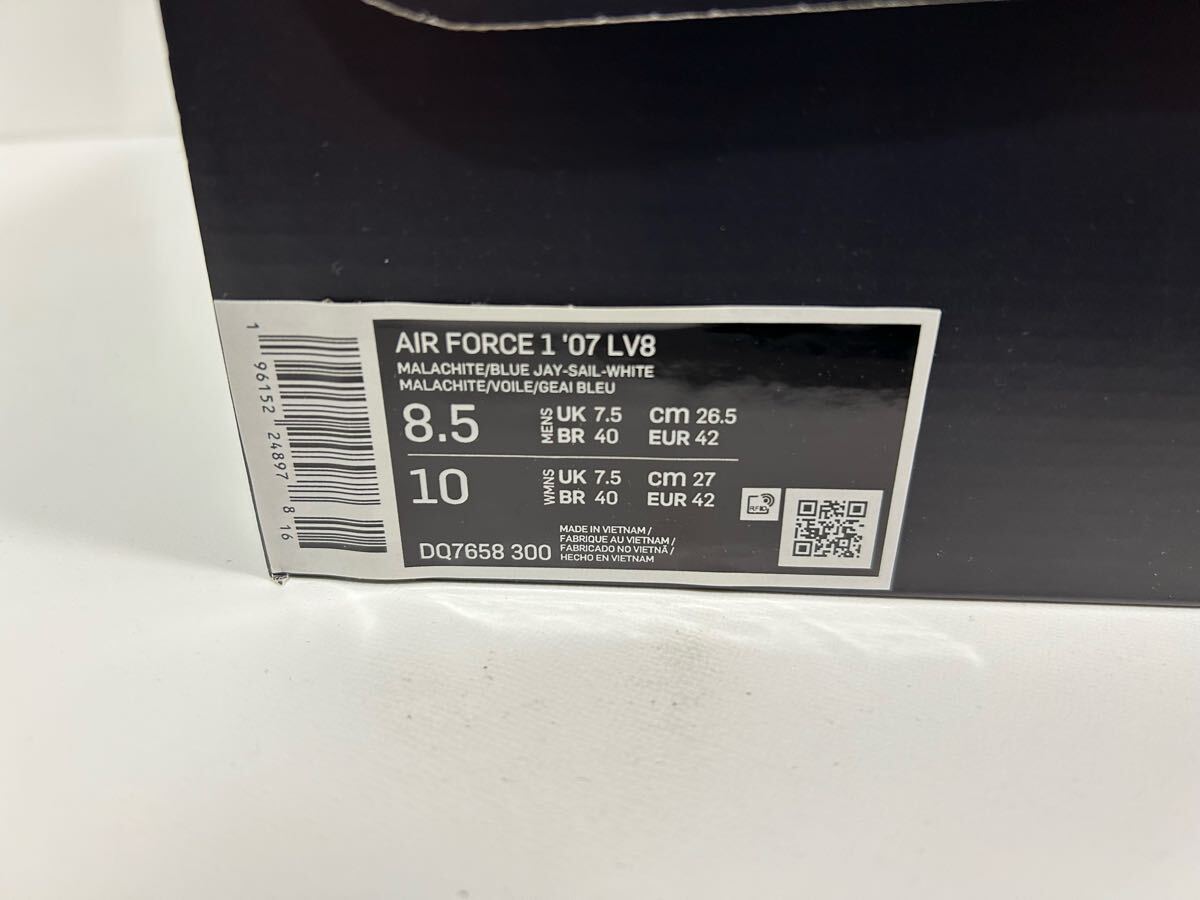 AIR FORCE 1 '07 LV8
MALACHITE/BLUE JAY-SAIL-WHITE
MALACHITE/VOILE/GEAI BLEU
8.5 MENS UK 7.5 cm 26.5
BR 40 EUR 42
10 WMNS UK 7.5 cm 27
BR 40 EUR 42
RFID
DQ7658 300
MADE IN VIETNAM /
FABRIQUE AU VIETNAM /
FABRICADO NO VIETNÃ /
HECHO EN VIETNAM
1 96152 24897 8 16